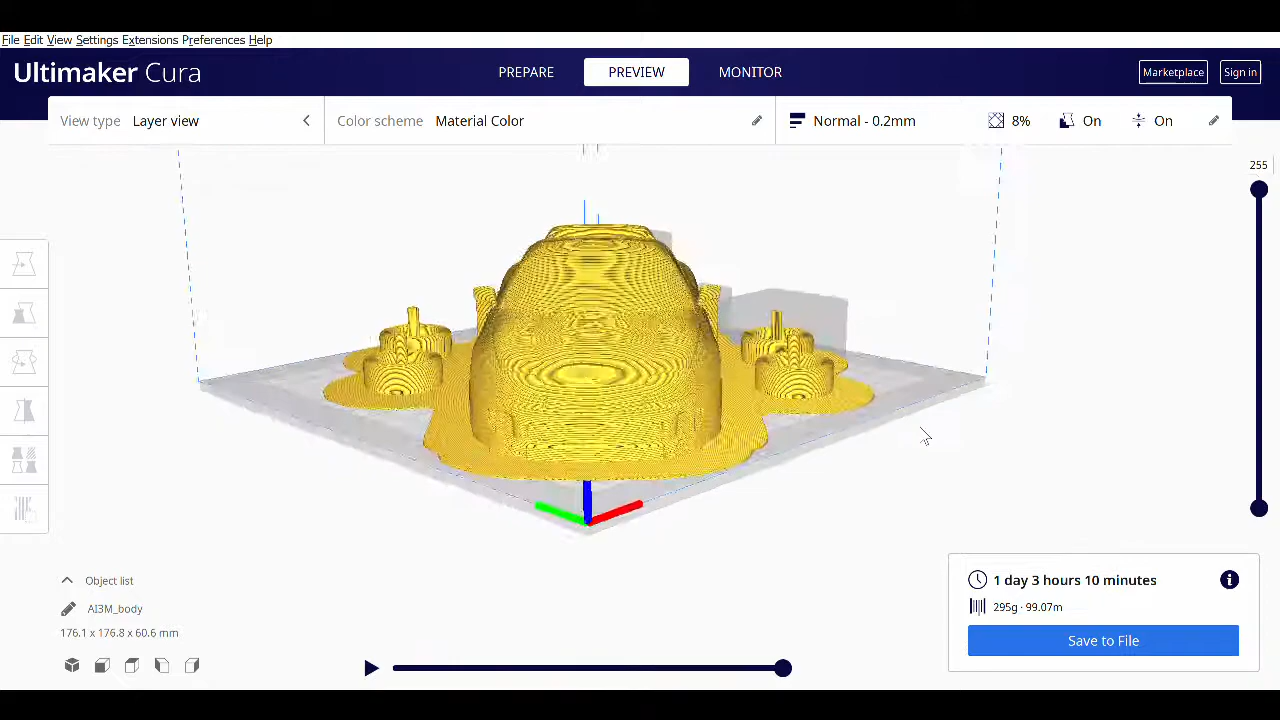 File Edit View Settings Extensions Preferences Help
Ultimaker Cura
PREPARE
PREVIEW
MONITOR
Marketplace
Sign in
View type Layer view
Color scheme Material Color
Normal - 0.2mm
8%
On
On
255
Object list
AI3M_body
176.1 x 176.8 x 60.6 mm
1 day 3 hours 10 minutes
295g · 99.07m
Save to File